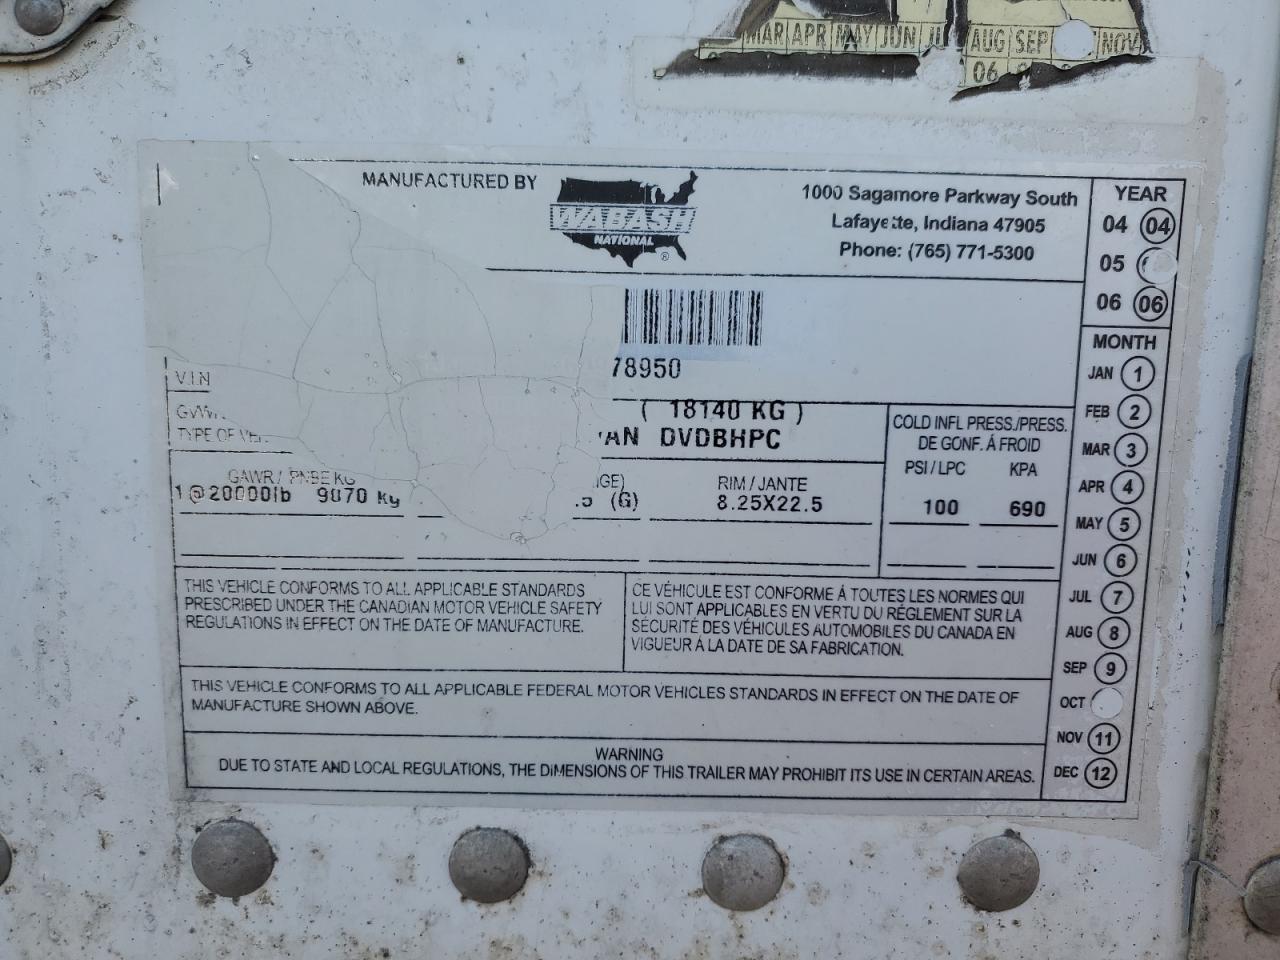 MAR APR MAY JUN AUG SEP NOV
06
MANUFACTURED BY
WABASH
NATIONAL
®
1000 Sagamore Parkway South
Lafayette, Indiana 47905
Phone: (765) 771-5300
78950
V.I.N
( 18140 KG )
TYPE OF
DVDBHPC
GAWR / PNBE KG
1@20000lb 9070 kg
.5 (G)
RIM / JANTE
8.25X22.5
COLD INFL PRESS./PRESS.
DE GONF. À FROID
PSI / LPC KPA
100 690
THIS VEHICLE CONFORMS TO ALL APPLICABLE STANDARDS
PRESCRIBED UNDER THE CANADIAN MOTOR VEHICLE SAFETY
REGULATIONS IN EFFECT ON THE DATE OF MANUFACTURE.
CE VÉHICULE EST CONFORME À TOUTES LES NORMES QUI
LUI SONT APPLICABLES EN VERTU DU RÉGLEMENT SUR LA
SÉCURITÉ DES VÉHICULES AUTOMOBILES DU CANADA EN
VIGUEUR À LA DATE DE SA FABRICATION.
THIS VEHICLE CONFORMS TO ALL APPLICABLE FEDERAL MOTOR VEHICLES STANDARDS IN EFFECT ON THE DATE OF
MANUFACTURE SHOWN ABOVE.
WARNING
DUE TO STATE AND LOCAL REGULATIONS, THE DIMENSIONS OF THIS TRAILER MAY PROHIBIT ITS USE IN CERTAIN AREAS.
YEAR
04 04
05
06 06
MONTH
JAN 1
FEB 2
MAR 3
APR 4
MAY 5
JUN 6
JUL 7
AUG 8
SEP 9
OCT
NOV 11
DEC 12